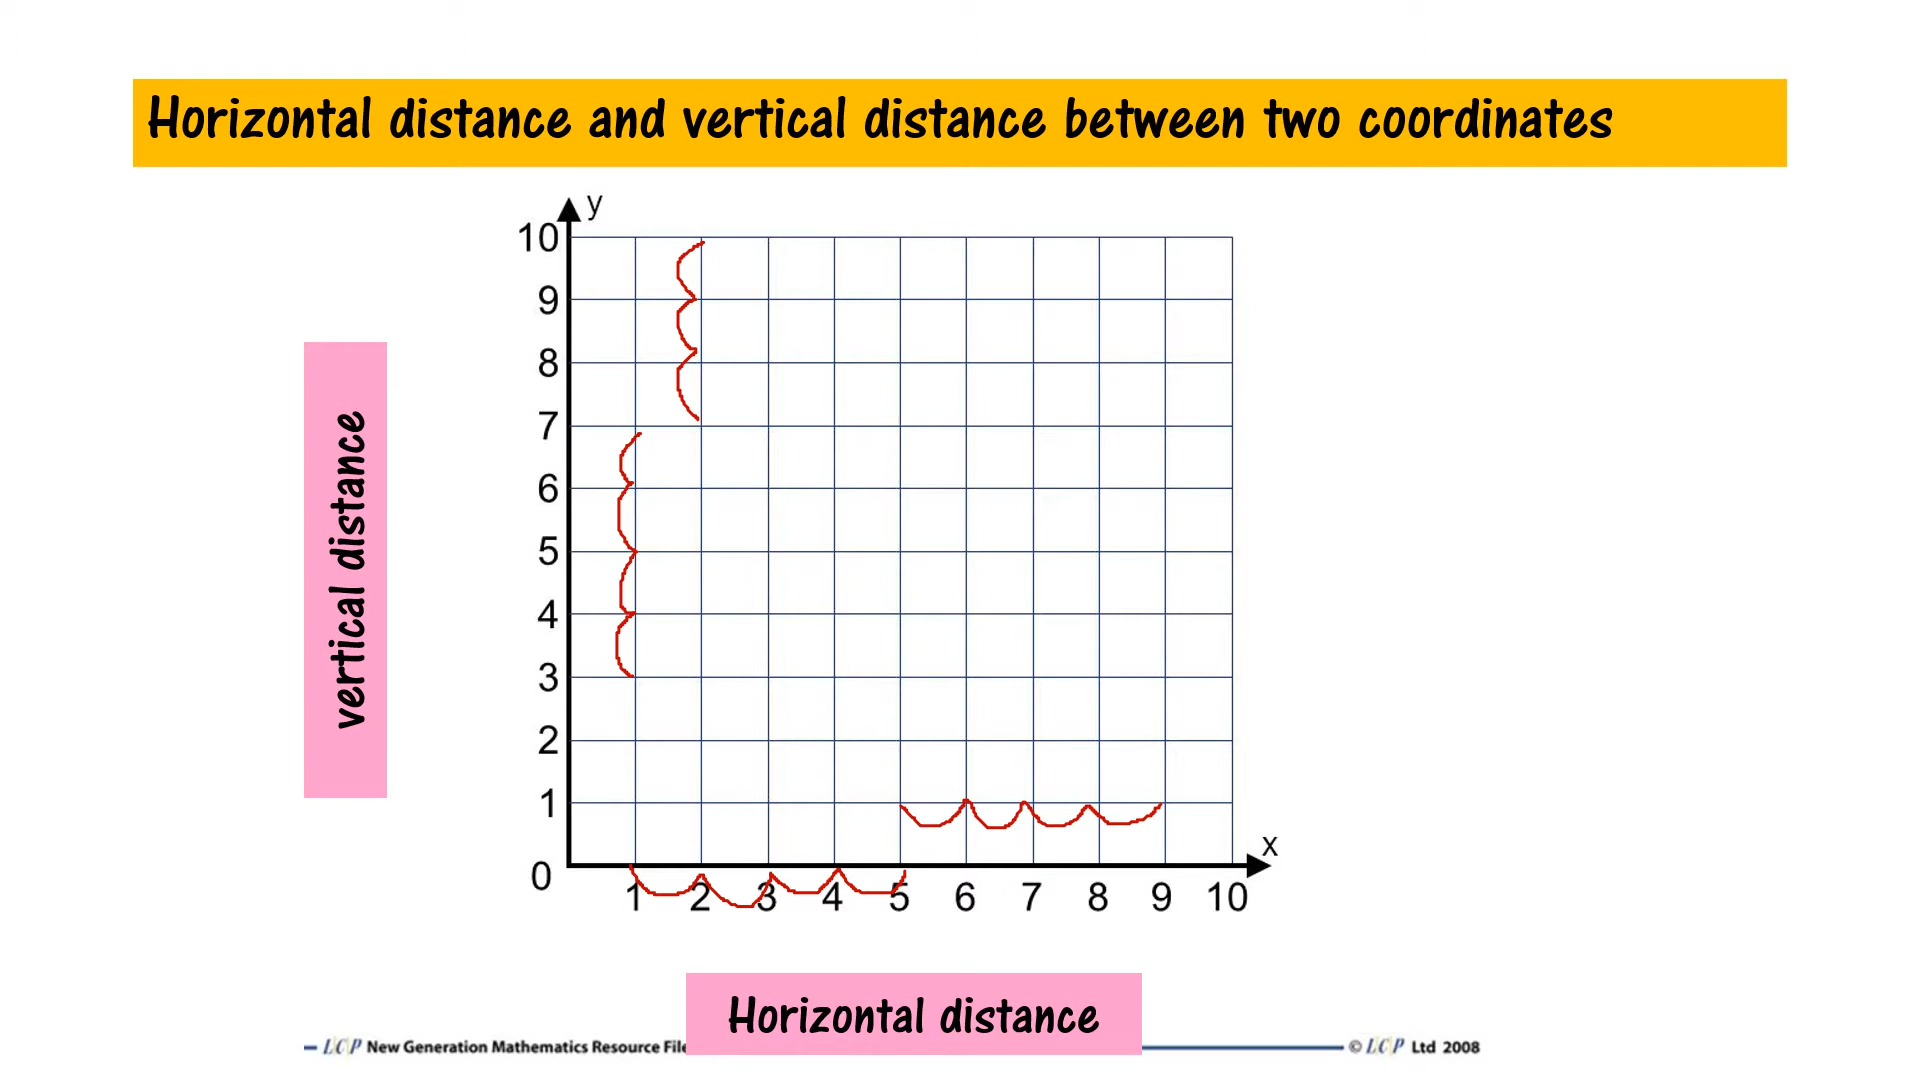 Horizontal distance and vertical distance between two coordinates
y
10
9
8
7
6
5
4
3
2
1
0
x
1 2 3 4 5 6 7 8 9 10
vertical distance
Horizontal distance
LCP New Generation Mathematics Resource File
© LCP Ltd 2008